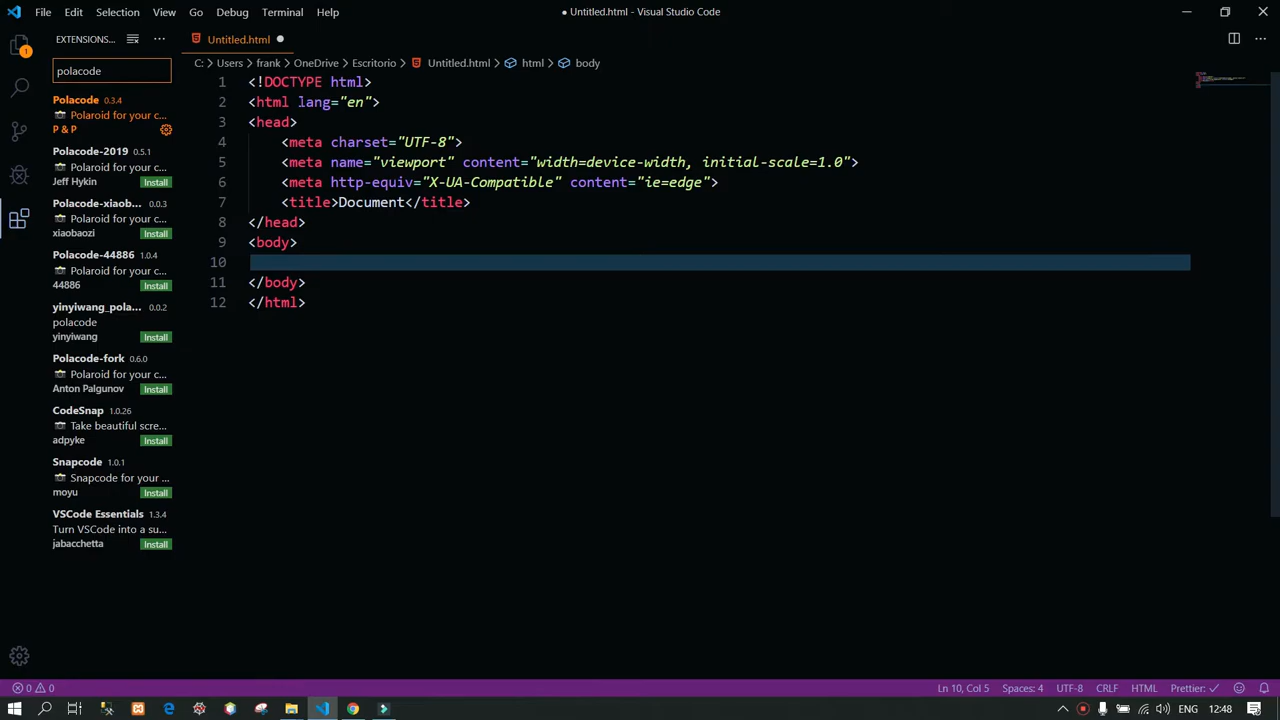 File Edit Selection View Go Debug Terminal Help
● Untitled.html - Visual Studio Code
EXTENSIONS...
Untitled.html
polacode
C: > Users > frank > OneDrive > Escritorio > Untitled.html > html > body
Polacode 0.3.4
Polaroid for your c...
P & P
Polacode-2019 0.5.1
Polaroid for your c...
Jeff Hykin Install
Polacode-xiaob... 0.0.3
Polaroid for your c...
xiaobaozi Install
Polacode-44886 1.0.4
Polaroid for your c...
44886 Install
yinyiwang_pola... 0.0.2
polacode
yinyiwang Install
Polacode-fork 0.6.0
Polaroid for your c...
Anton Palgunov Install
CodeSnap 1.0.26
Take beautiful scre...
adpyke Install
Snapcode 1.0.1
Snapcode for your ...
moyu Install
VSCode Essentials 1.3.4
Turn VSCode into a su...
jabacchetta Install
1 <!DOCTYPE html>
2 <html lang="en">
3 <head>
4 <meta charset="UTF-8">
5 <meta name="viewport" content="width=device-width, initial-scale=1.0">
6 <meta http-equiv="X-UA-Compatible" content="ie=edge">
7 <title>Document</title>
8 </head>
9 <body>
10
11 </body>
12 </html>
1
0 0 Ln 10, Col 5 Spaces: 4 UTF-8 CRLF HTML Prettier: ✓
ENG 12:48